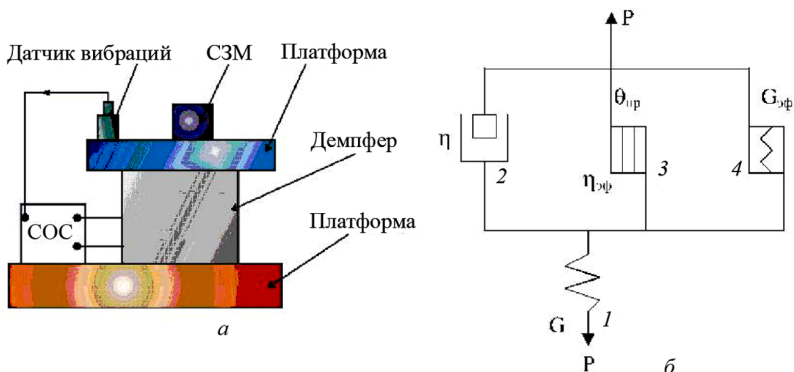 Датчик вибраций
СЗМ
Платформа
Демпфер
Платформа
СОС
а
P
θпр
Gэф
η
2
3
4
ηэф
G
1
P
б